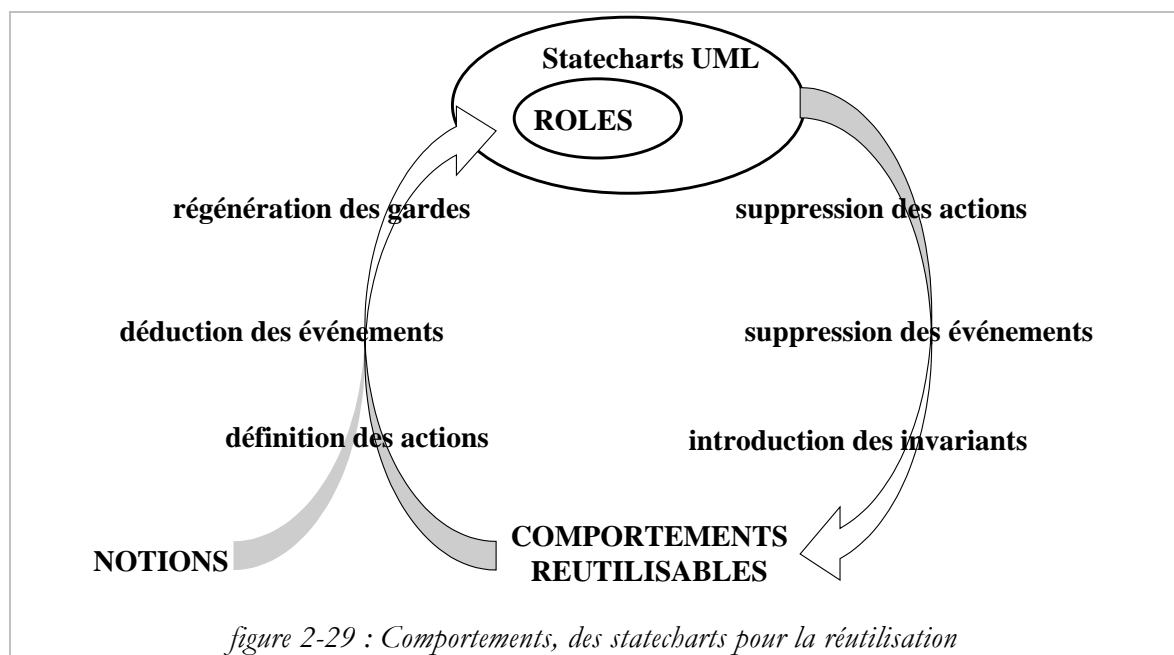 Statecharts UML
ROLES
régénération des gardes
suppression des actions
déduction des événements
suppression des événements
définition des actions
introduction des invariants
NOTIONS
COMPORTEMENTS
REUTILISABLES
figure 2-29 : Comportements, des statecharts pour la réutilisation